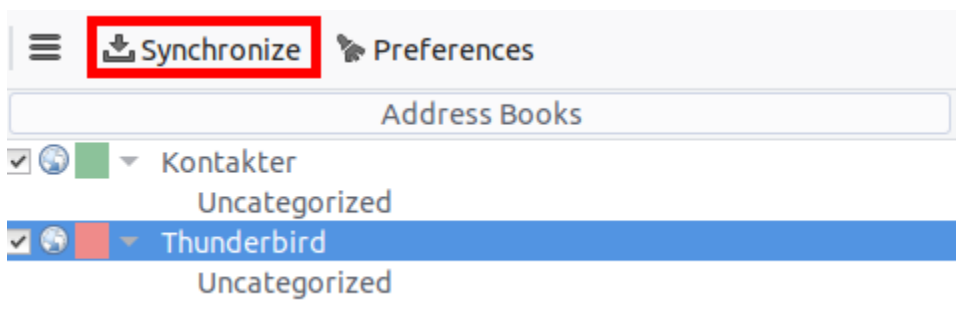 Synchronize Preferences
Address Books
Kontakter
Uncategorized
Thunderbird
Uncategorized